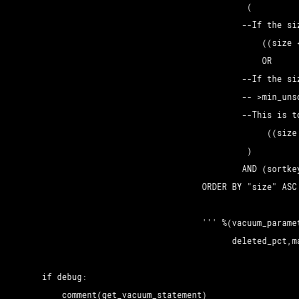 (
--If the siz
((size <
OR
--If the siz
-- >min_unso
--This is to
((size
)
AND (sortkey
ORDER BY "size" ASC
''' %(vacuum_paramet
deleted_pct,ma
if debug:
comment(get_vacuum_statement)